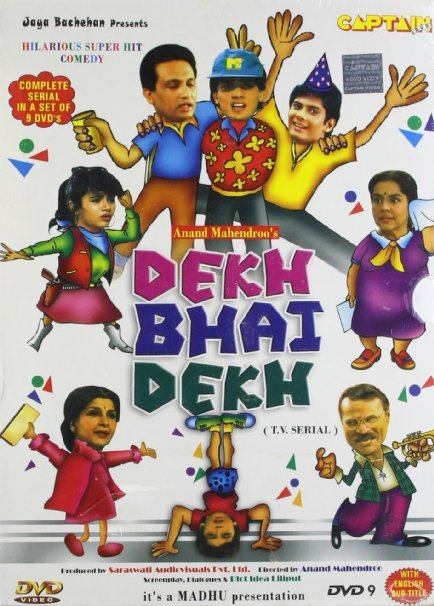 Jaya Bachchan Presents
CAPTAIN
HILARIOUS SUPER HIT
COMEDY
COMPLETE
SERIAL
IN A SET OF
9 DVD's
CAPTAIN
Anand Mahendroo's
DEKH
BHAI
DEKH
( T.V. SERIAL )
Produced by Saraswati Audiovisuals Pvt. Ltd. Directed by Anand Mahendroo
Screenplay, Dialogues & Plot Idea Liliput
DVD
VIDEO
it's a MADHU presentation
DVD 9
WITH
ENGLISH
SUB-TITLE